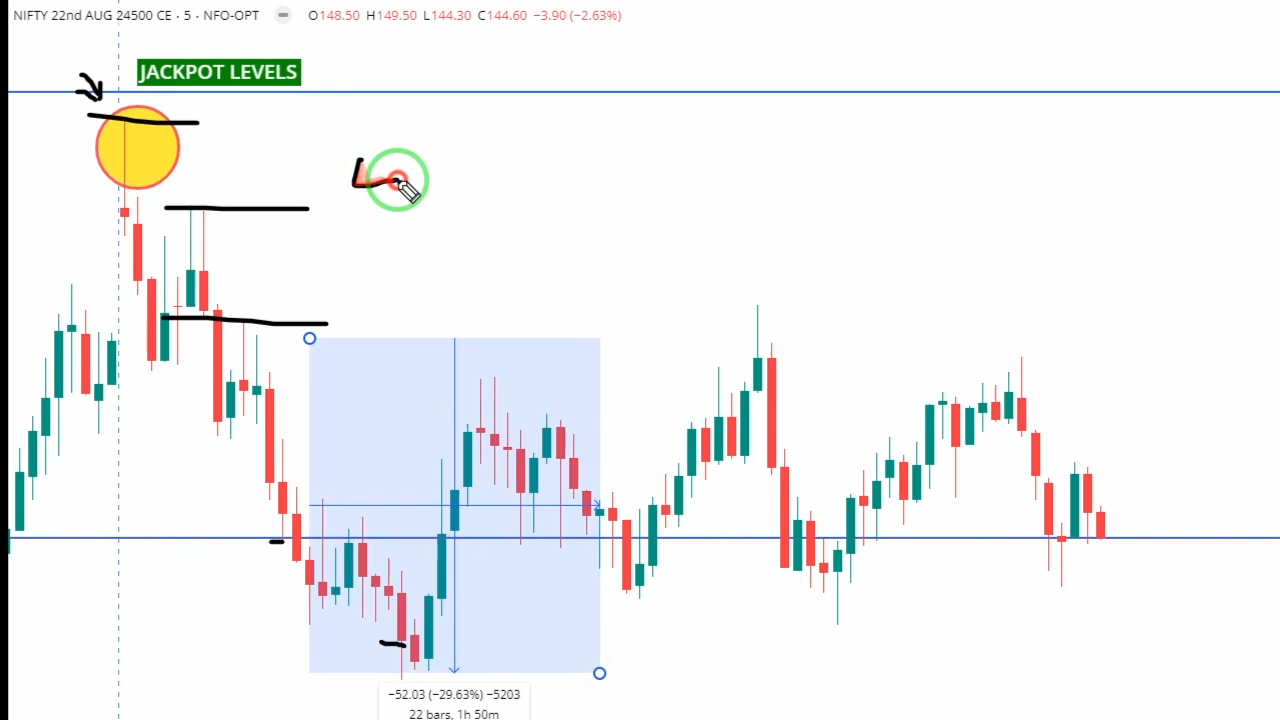 NIFTY 22nd AUG 24500 CE · 5 · NFO-OPT O148.50 H149.50 L144.30 C144.60 −3.90 (−2.63%)
JACKPOT LEVELS
−52.03 (−29.63%) −5203
22 bars, 1h 50m